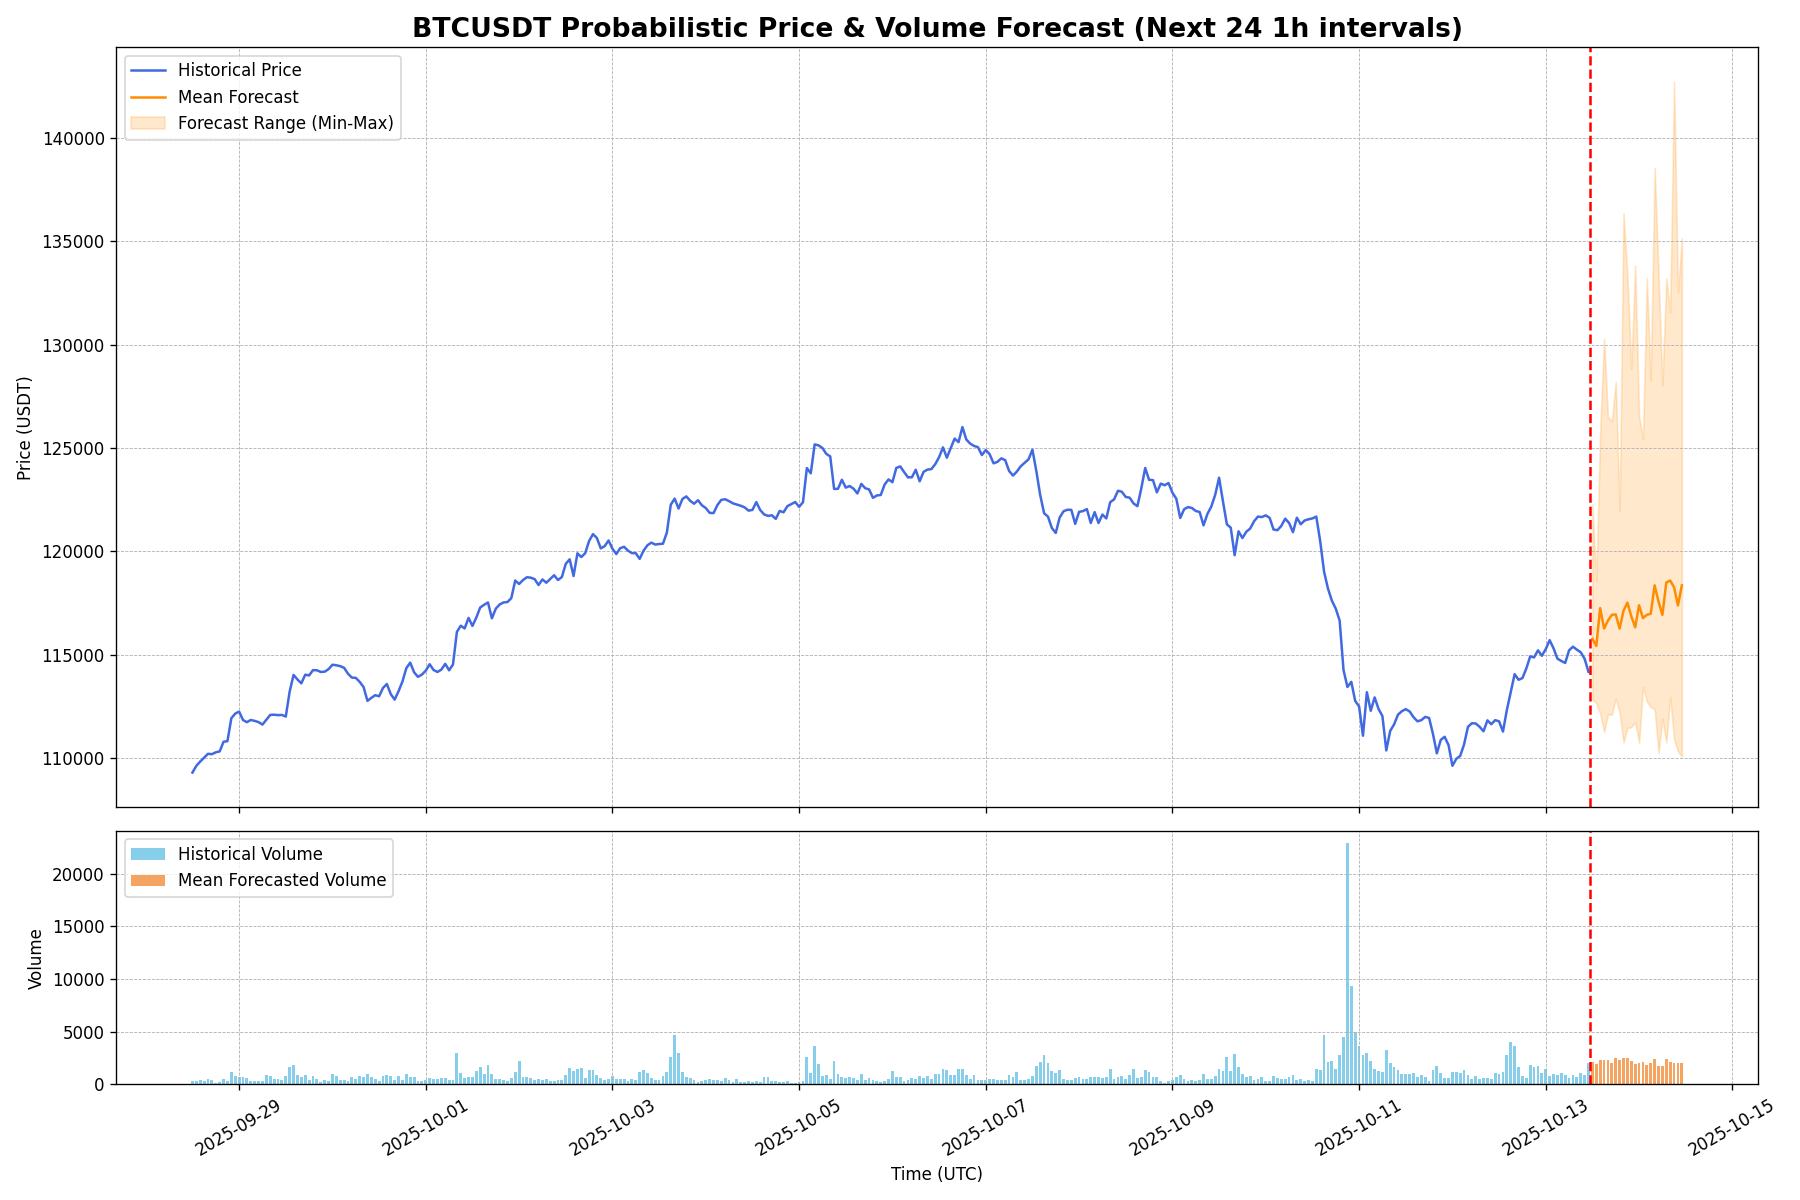 BTCUSDT Probabilistic Price & Volume Forecast (Next 24 1h intervals)
Historical Price
Mean Forecast
Forecast Range (Min-Max)
140000
135000
130000
125000
120000
115000
110000
Price (USDT)
Historical Volume
Mean Forecasted Volume
20000
15000
10000
5000
0
Volume
2025-09-29
2025-10-01
2025-10-03
2025-10-05
2025-10-07
2025-10-09
2025-10-11
2025-10-13
2025-10-15
Time (UTC)